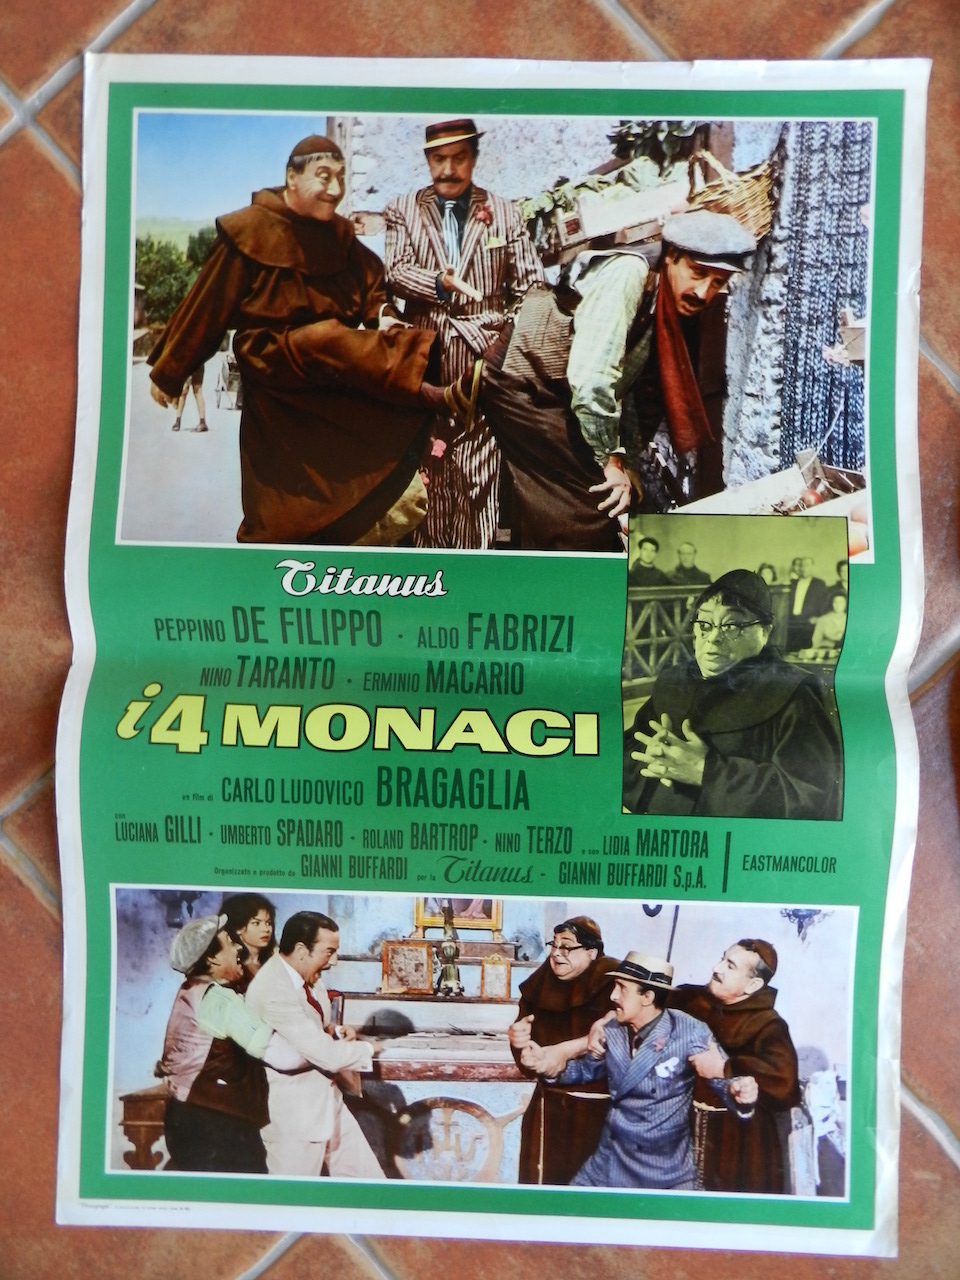 Titanus
PEPPINO DE FILIPPO · ALDO FABRIZI
NINO TARANTO · ERMINIO MACARIO
i 4 MONACI
un film di CARLO LUDOVICO BRAGAGLIA
con LUCIANA GILLI · UMBERTO SPADARO · ROLAND BARTROP · NINO TERZO e con LIDIA MARTORA
Organizzato e prodotto da GIANNI BUFFARDI per la Titanus - GIANNI BUFFARDI S.p.A.
EASTMANCOLOR